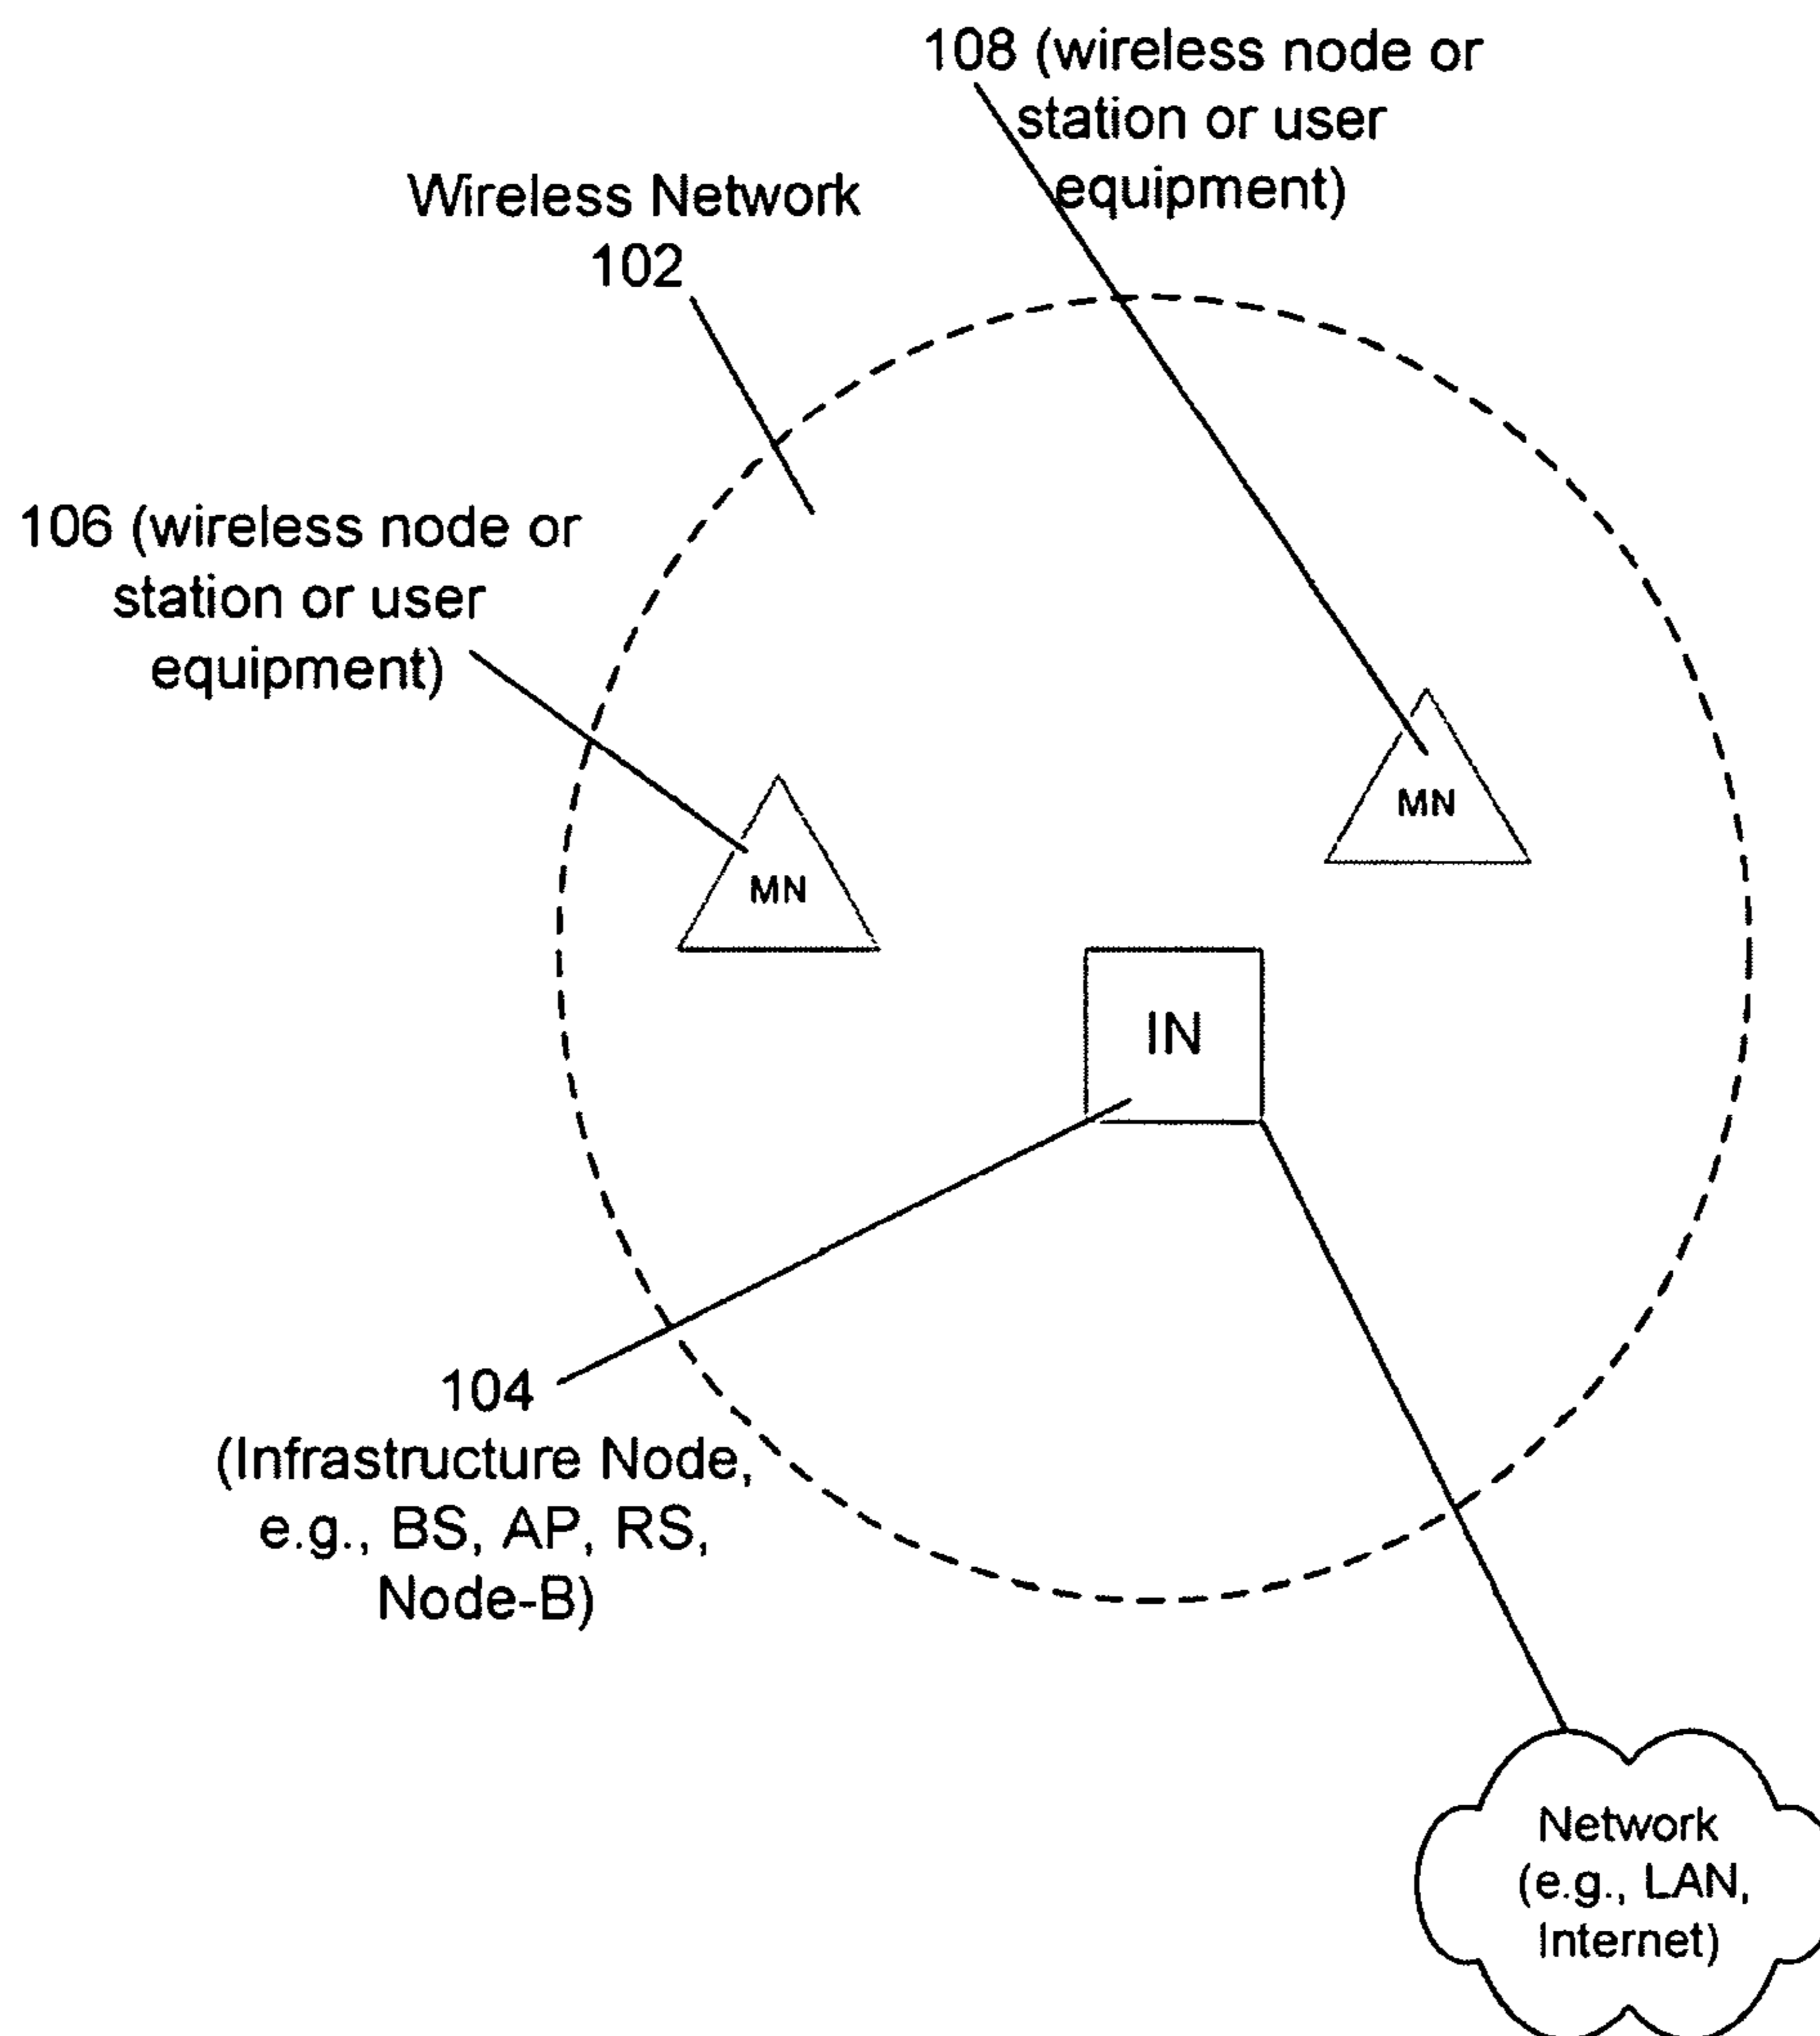 108 (wireless node or
station or user
equipment)
Wireless Network
102
106 (wireless node or
station or user
equipment)
MN
MN
IN
104
(Infrastructure Node,
e.g., BS, AP, RS,
Node-B)
Network
(e.g., LAN,
Internet)